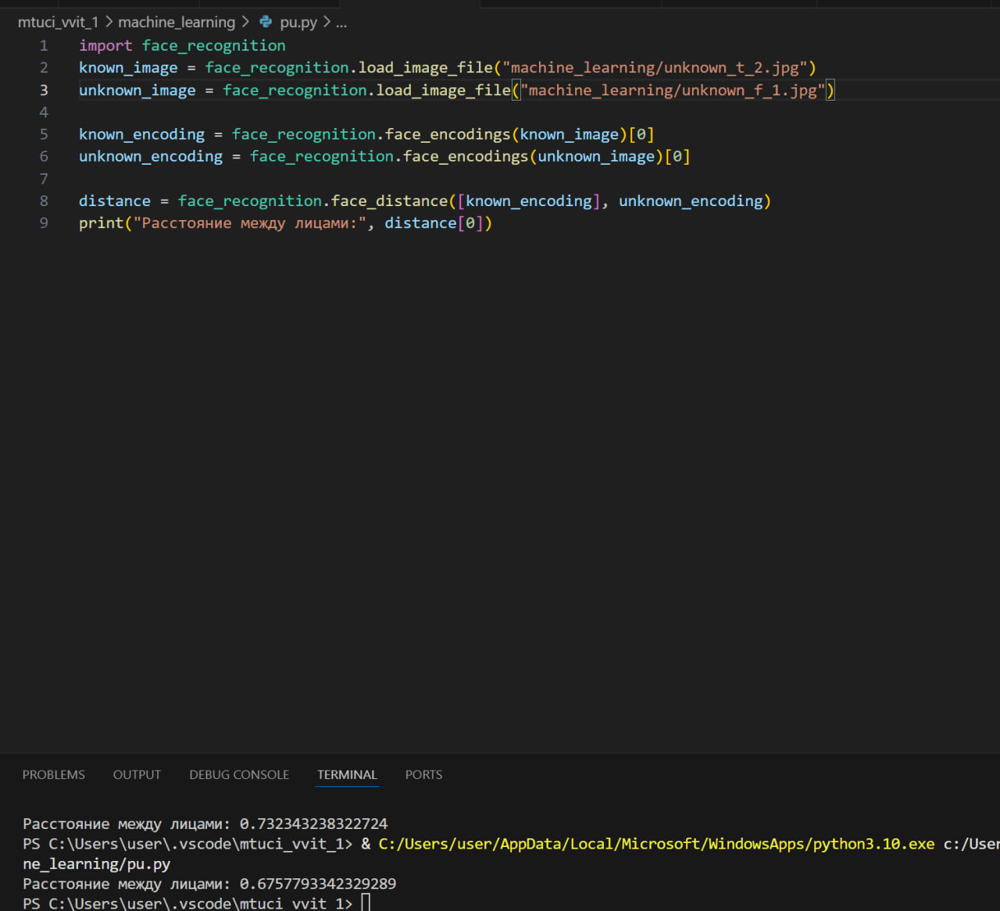 mtuci_vvit_1 > machine_learning > pu.py > ...
1 import face_recognition
2 known_image = face_recognition.load_image_file("machine_learning/unknown_t_2.jpg")
3 unknown_image = face_recognition.load_image_file("machine_learning/unknown_f_1.jpg")
4
5 known_encoding = face_recognition.face_encodings(known_image)[0]
6 unknown_encoding = face_recognition.face_encodings(unknown_image)[0]
7
8 distance = face_recognition.face_distance([known_encoding], unknown_encoding)
9 print("Расстояние между лицами:", distance[0])
PROBLEMS OUTPUT DEBUG CONSOLE TERMINAL PORTS
Расстояние между лицами: 0.732343238322724
PS C:\Users\user\.vscode\mtuci_vvit_1> & C:/Users/user/AppData/Local/Microsoft/WindowsApps/python3.10.exe c:/User
ne_learning/pu.py
Расстояние между лицами: 0.6757793342329289
PS C:\Users\user\.vscode\mtuci_vvit_1>